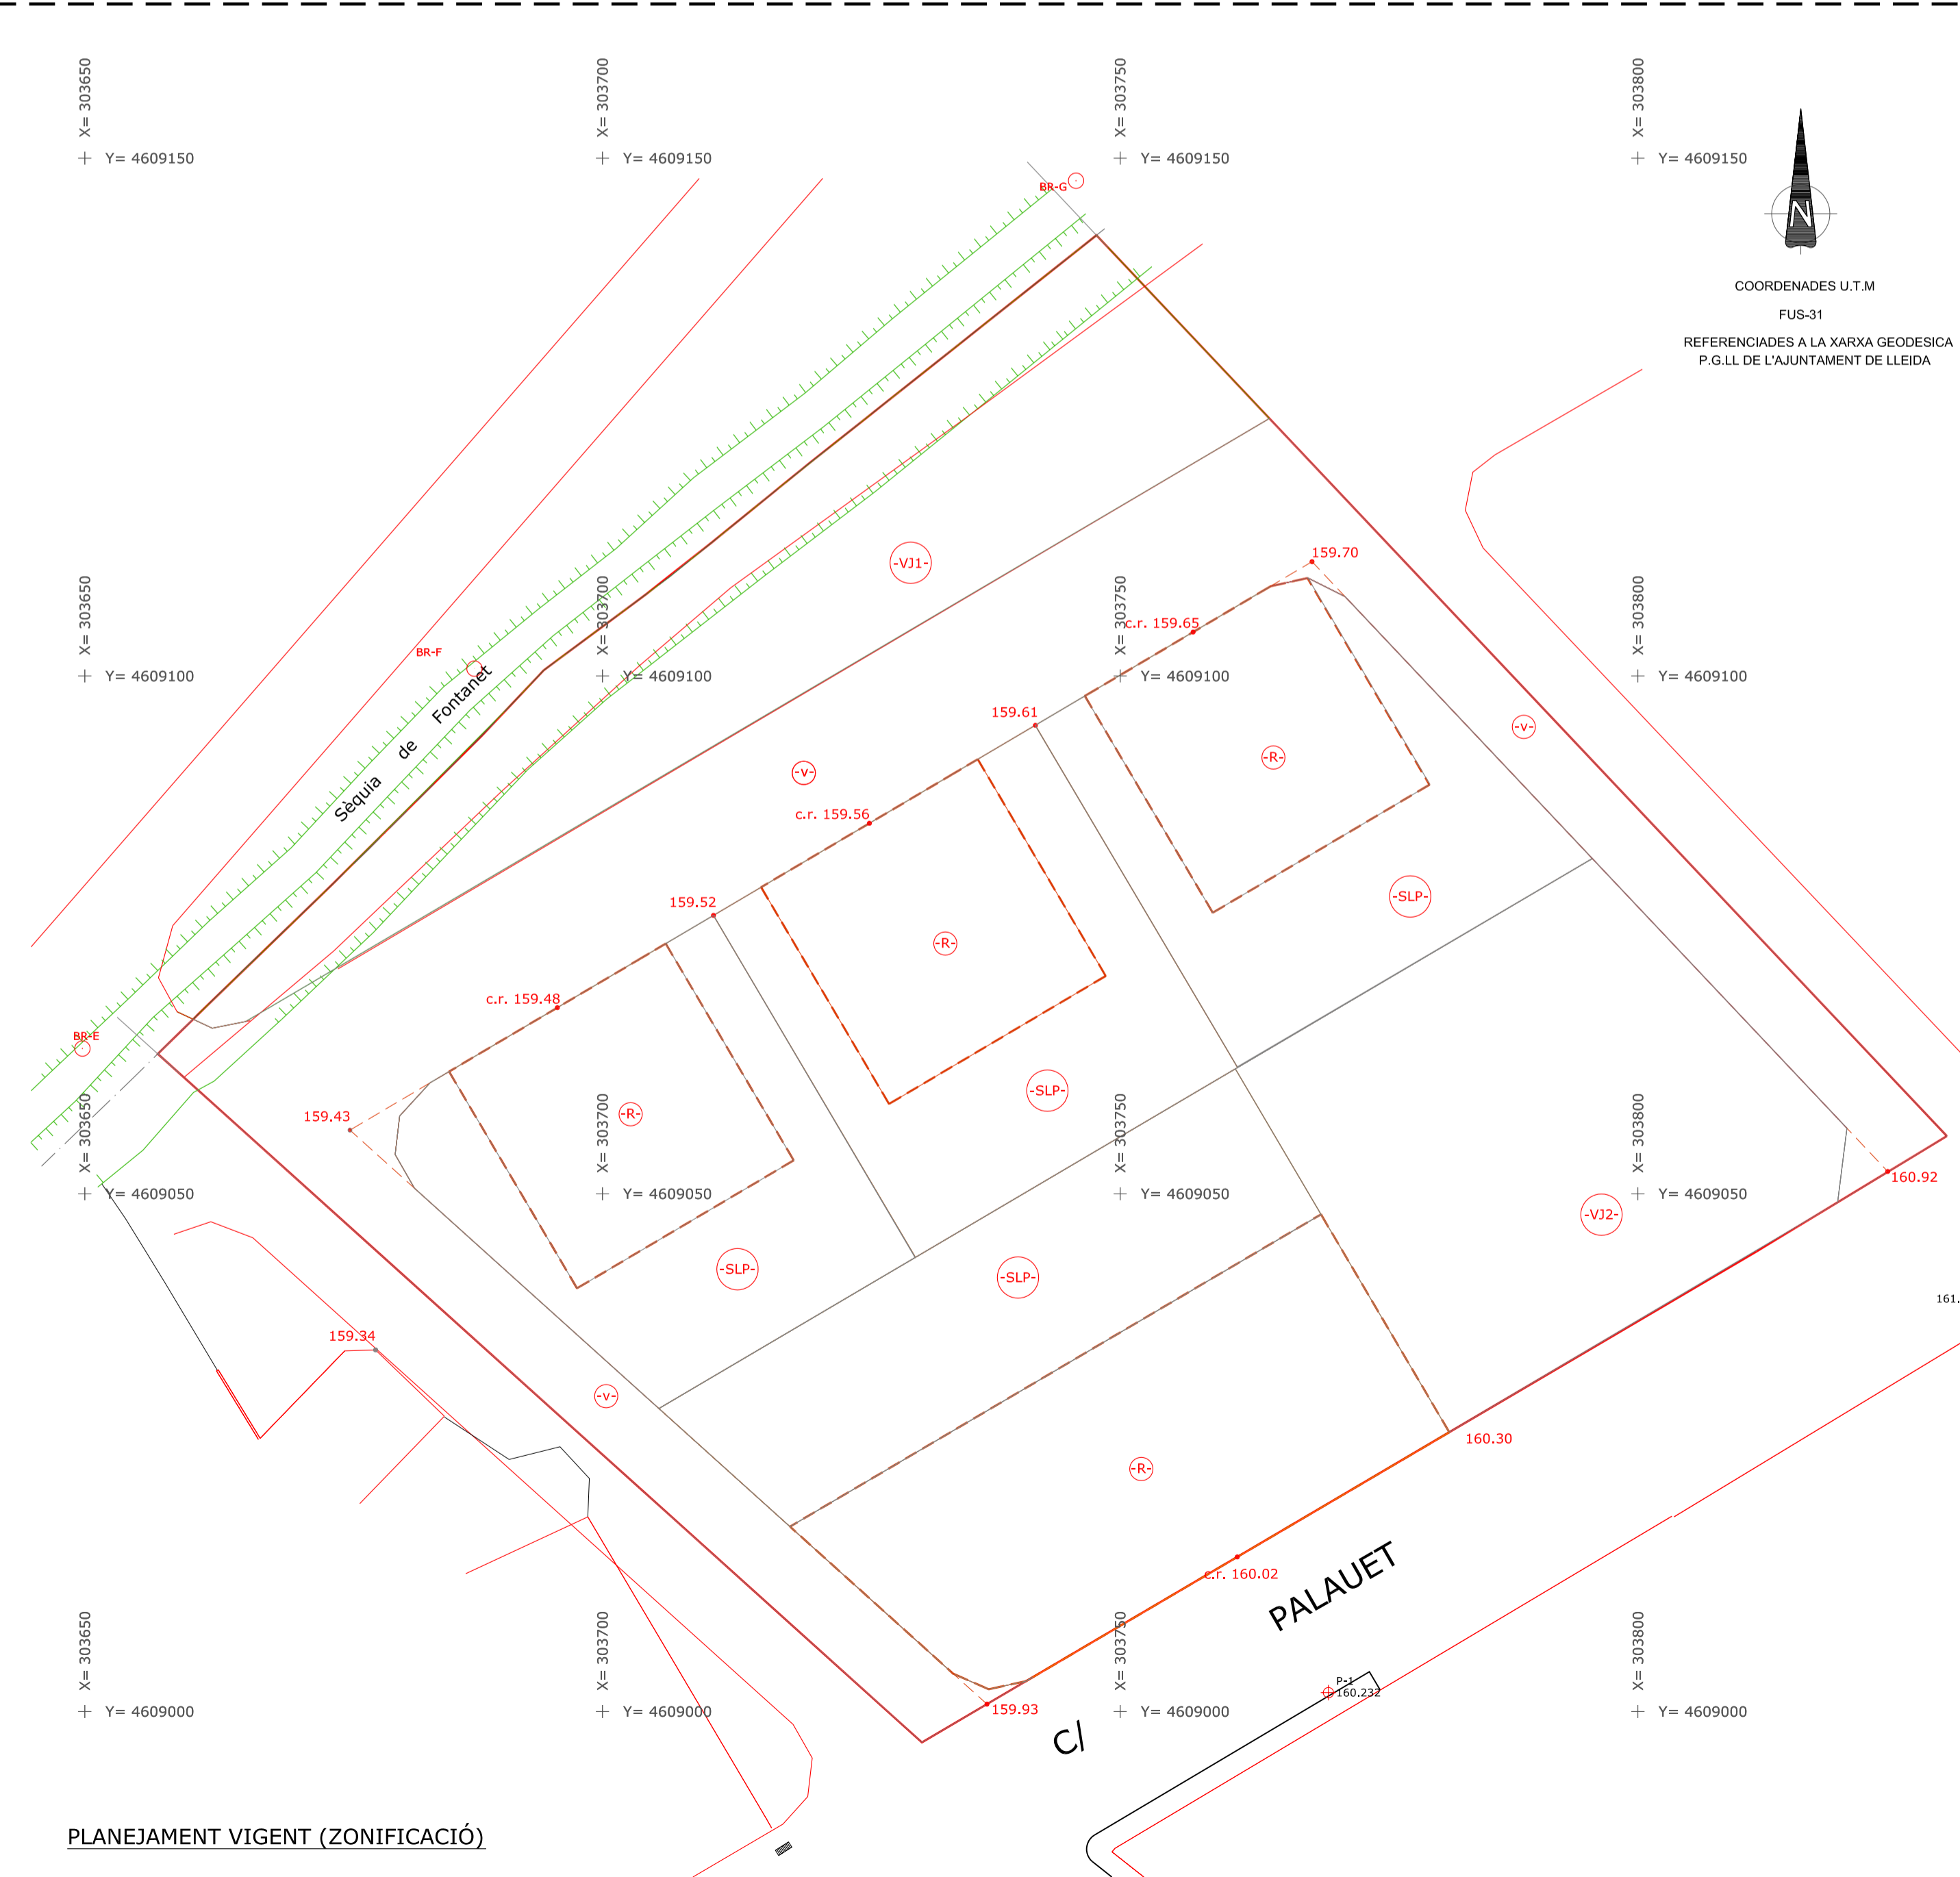 X= 303650
X= 303700
X= 303750
X= 303800
Y= 4609150
Y= 4609150
Y= 4609150
Y= 4609150
BR-G
N
COORDENADES U.T.M
FUS-31
REFERENCIADES A LA XARXA GEODESICA
P.G.LL DE L'AJUNTAMENT DE LLEIDA
-VJ1-
159.70
X= 303650
X= 303700
X= 303750
X= 303800
c.r. 159.65
BR-F
Y= 4609100
Y= 4609100
Y= 4609100
Y= 4609100
Sèquia de Fontanet
159.61
-v-
-R-
-v-
c.r. 159.56
159.52
-SLP-
-R-
c.r. 159.48
BR-E
-SLP-
159.43
-R-
X= 303650
X= 303700
X= 303750
X= 303800
160.92
Y= 4609050
Y= 4609050
Y= 4609050
Y= 4609050
-VJ2-
-SLP-
-SLP-
161.
159.34
-v-
160.30
-R-
c.r. 160.02
C/ PALAUET
X= 303650
X= 303700
X= 303750
X= 303800
P-1
160.232
159.93
Y= 4609000
Y= 4609000
Y= 4609000
Y= 4609000
PLANEJAMENT VIGENT (ZONIFICACIÓ)